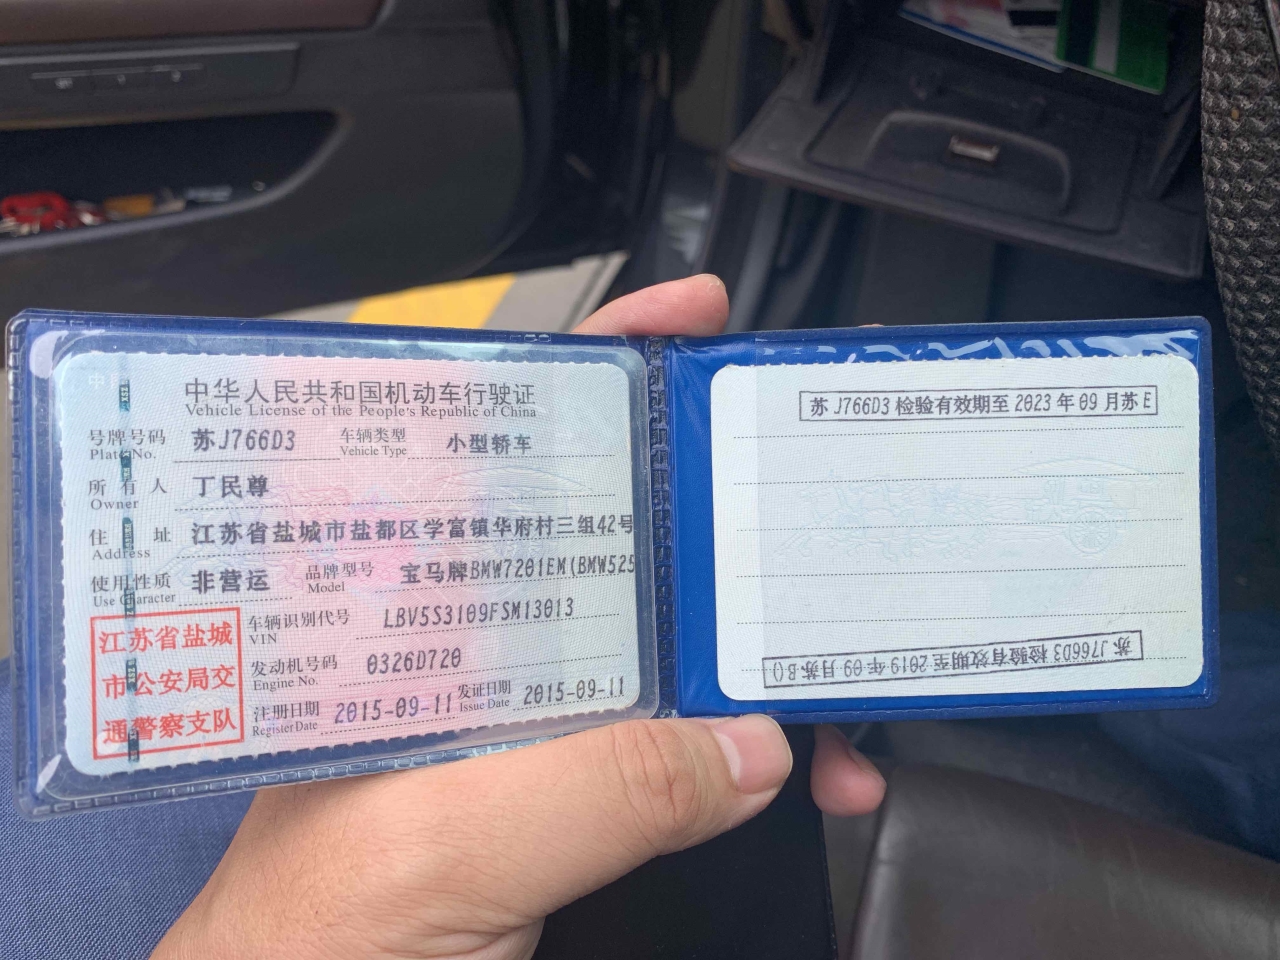 中华人民共和国机动车行驶证
Vehicle License of the People's Republic of China
号牌号码 苏J766D3 车辆类型 小型轿车
Plate No. Vehicle Type
所有人 丁民尊
Owner
住址 江苏省盐城市盐都区学富镇华府村三组42号
Address
使用性质 非营运 品牌型号 宝马牌BMW7201EM(BMW525
Use Character Model
江苏省盐城
市公安局交
通警察支队
车辆识别代号 LBV5S3109FSM13013
VIN
发动机号码 0326D720
Engine No.
注册日期 2015-09-11 发证日期 2015-09-11
Register Date Issue Date
苏J766D3检验有效期至2023年09月苏E
苏J766D3检验有效期至2019年09月苏B()